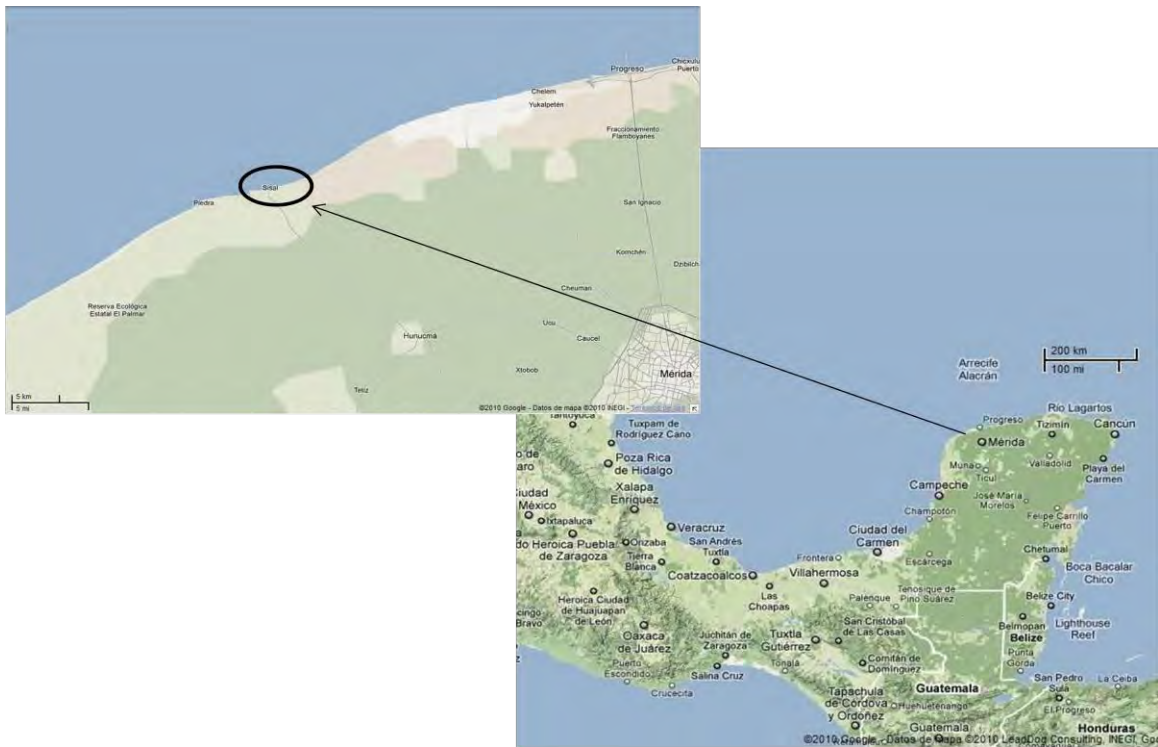 Progreso
Chicxulu
Puerto
Chelem
Yukalpetén
Fraccionamiento
Flamboyanes
Sisal
Piedra
San Ignacio
Komchén
Dzibilch
Cheuman
Reserva Ecológica
Estatal El Palmar
Ucu
Caucel
Hunucmá
Xtobob
Mérida
Tetiz
5 km
5 mi
©2010 Google - Datos de mapa ©2010 INEGI -
200 km
100 mi
Arrecife
Alacrán
Río Lagartos
Progreso
Tizimín
Cancún
Mérida
Muna
Ticul
Valladolid
Playa del
Carmen
Campeche
José María
Morelos
Champotón
Felipe Carrillo
Puerto
Tuxpam de
Rodríguez Cano
Poza Rica
de Hidalgo
Xalapa
Enríquez
Ciudad
México
Ixtapaluca
Veracruz
Ciudad del
Carmen
Chetumal
do Heroica Puebla
de Zaragoza
Orizaba
San Andrés
Tuxtla
Tierra
Blanca
Frontera
Escárcega
Boca Bacalar
Chico
Coatzacoalcos
Villahermosa
Las
Choapas
Tenosique de
Pino Suárez
Palenque
Belize City
Heroica Ciudad
de Huajuapan
de León
cingo
Bravo
San Cristóbal
de Las Casas
Belmopan
Belize
Lighthouse
Reef
Oaxaca
de Juárez
Juchitán de
Zaragoza
Tuxtla
Gutiérrez
Comitán de
Domínguez
Punta
Gorda
Puerto
Escondido
Salina Cruz
Tonalá
San Pedro
Sula
La Ceiba
Crucecita
Tapachula
de Córdova
y Ordóñez
Guatemala
Huehuetenango
El Progreso
Guatemala
Honduras
©2010 Google - Datos de Mapa ©2010 LeadDog Consulting, INEGI, Go